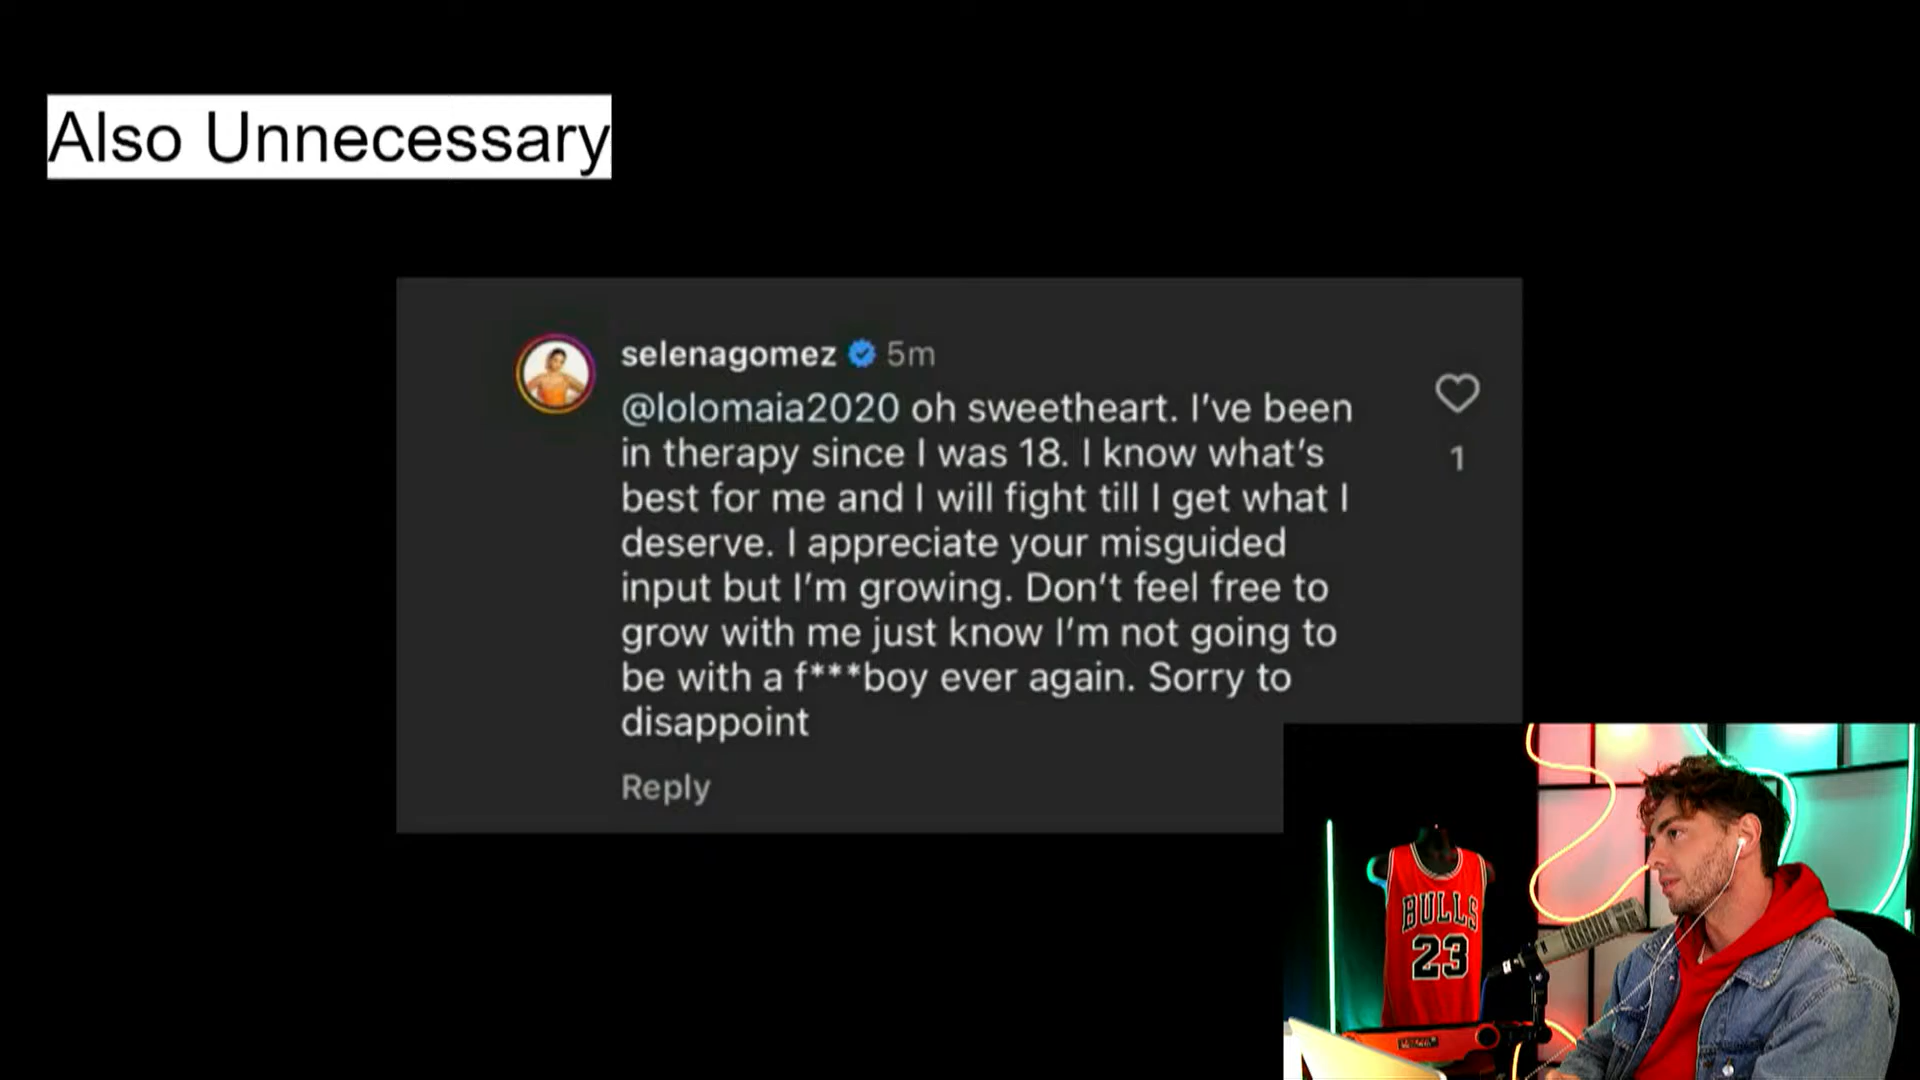 Also Unnecessary
selenagomez 5m
@lolomaia2020 oh sweetheart. I've been
in therapy since I was 18. I know what's
best for me and I will fight till I get what I
deserve. I appreciate your misguided
input but I'm growing. Don't feel free to
grow with me just know I'm not going to
be with a f***boy ever again. Sorry to
disappoint
1
Reply
BULLS
23